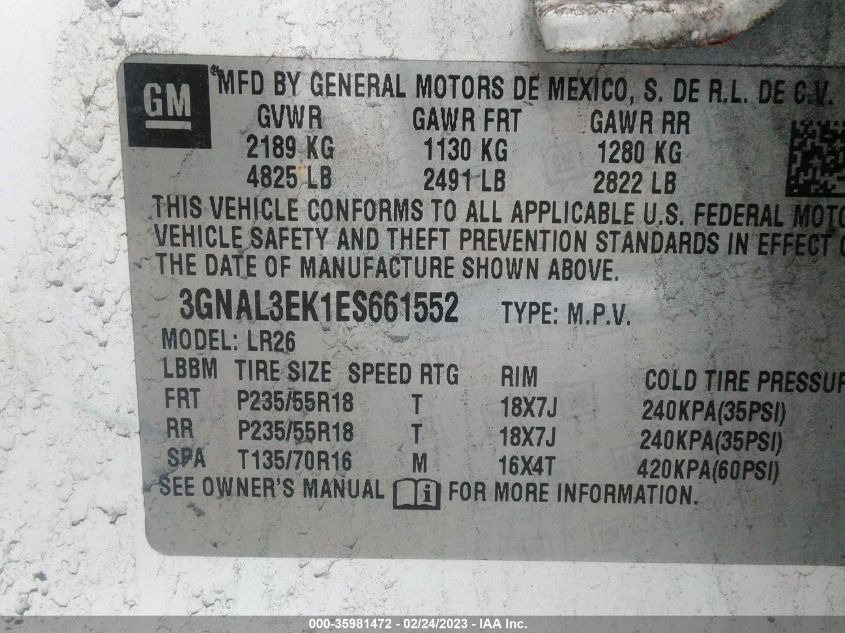 GM
MFD BY GENERAL MOTORS DE MEXICO, S. DE R.L. DE C.V.
GVWR GAWR FRT GAWR RR
2189 KG 1130 KG 1280 KG
4825 LB 2491 LB 2822 LB
THIS VEHICLE CONFORMS TO ALL APPLICABLE U.S. FEDERAL MOTO
VEHICLE SAFETY AND THEFT PREVENTION STANDARDS IN EFFECT O
THE DATE OF MANUFACTURE SHOWN ABOVE.
3GNAL3EK1ES661552 TYPE: M.P.V.
MODEL: LR26
LBBM TIRE SIZE SPEED RTG RIM COLD TIRE PRESSUR
FRT P235/55R18 T 18X7J 240KPA(35PSI)
RR P235/55R18 T 18X7J 240KPA(35PSI)
SPA T135/70R16 M 16X4T 420KPA(60PSI)
SEE OWNER'S MANUAL i FOR MORE INFORMATION.
000-35981472 - 02/24/2023 - IAA Inc.